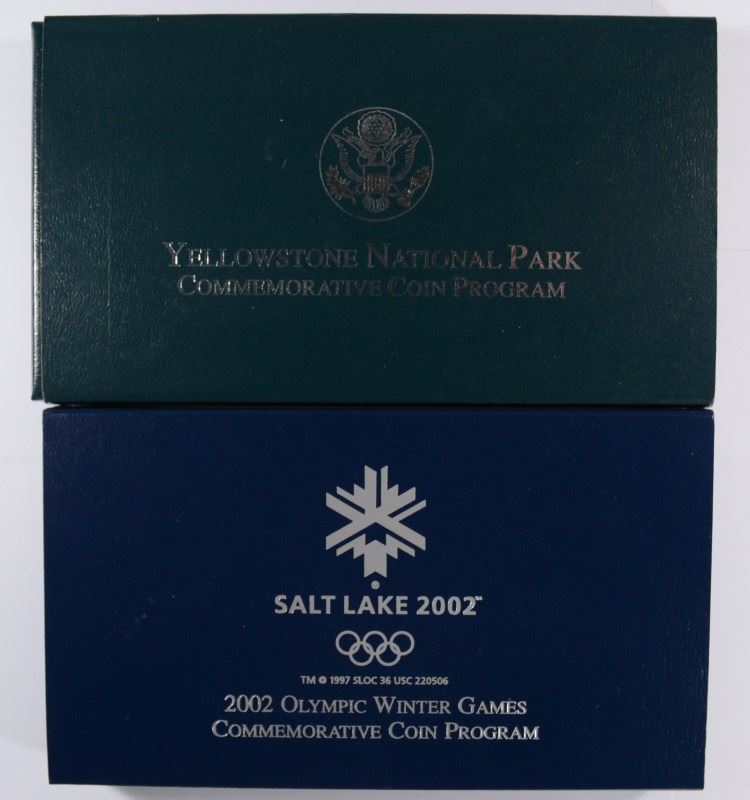 YELLOWSTONE NATIONAL PARK
COMMEMORATIVE COIN PROGRAM
SALT LAKE 2002™
TM © 1997 SLOC 36 USC 220506
2002 OLYMPIC WINTER GAMES
COMMEMORATIVE COIN PROGRAM